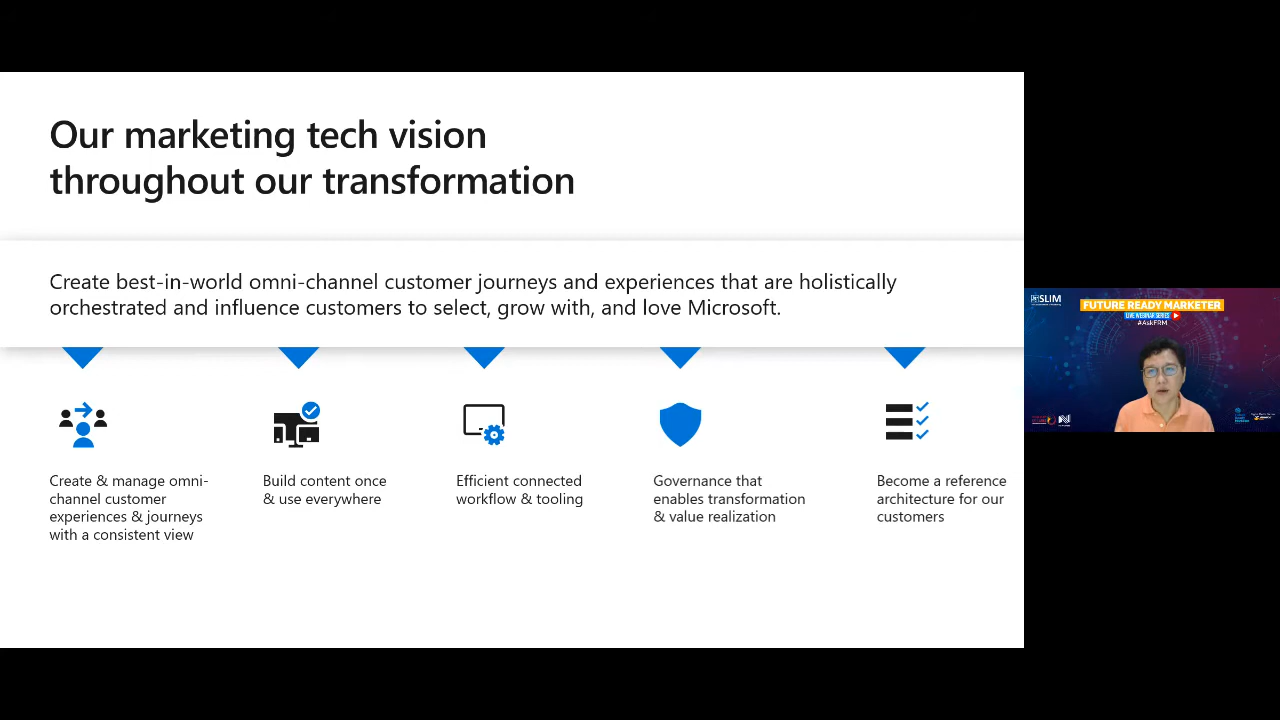 Our marketing tech vision
throughout our transformation
Create best-in-world omni-channel customer journeys and experiences that are holistically
orchestrated and influence customers to select, grow with, and love Microsoft.
Create & manage omni-
channel customer
experiences & journeys
with a consistent view
Build content once
& use everywhere
Efficient connected
workflow & tooling
Governance that
enables transformation
& value realization
Become a reference
architecture for our
customers
SLIM
FUTURE READY MARKETER
LIVE WEBINAR SERIES
#AskFRM